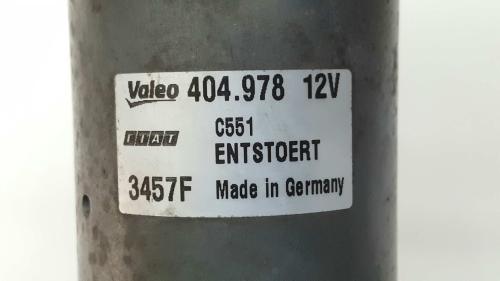 Valeo 404.978 12V
FIAT C551
ENTSTOERT
3457F Made in Germany